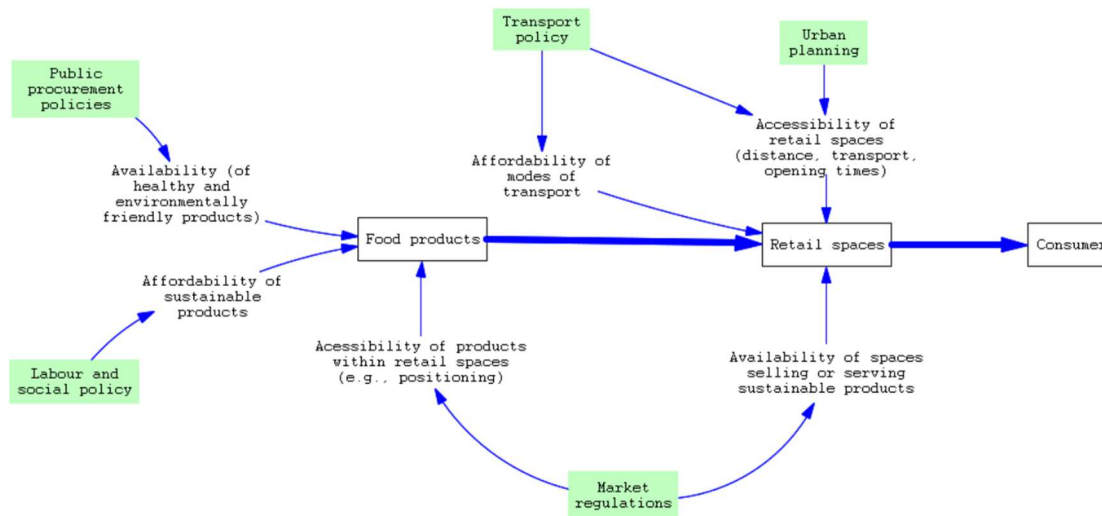 Transport
policy
Urban
planning
Public
procurement
policies
Accessibility of
retail spaces
(distance, transport,
opening times)
Affordability of
modes of
transport
Availability (of
healthy and
environmentally
friendly products)
Food products
Retail spaces
Consumer
Affordability of
sustainable
products
Acessibility of products
within retail spaces
(e.g., positioning)
Availability of spaces
selling or serving
sustainable products
Labour and
social policy
Market
regulations